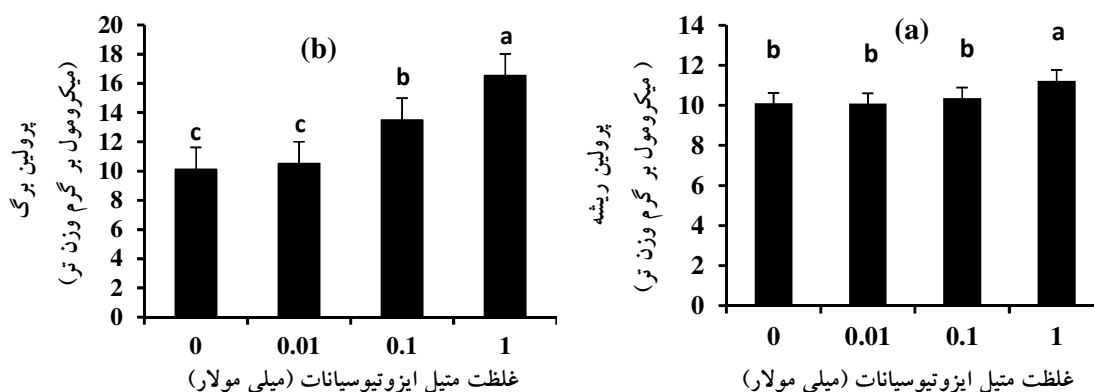 (b)
پرولین برگ
(میکرومول بر گرم وزن تر)
20
18
16
14
12
10
8
6
4
2
0
c
c
b
a
0 0.01 0.1 1
غلظت متیل ایزوتیوسیانات (میلی مولار)
(a)
پرولین ریشه
( میکرومول بر گرم وزن تر)
14
12
10
8
6
4
2
0
b
b
b
a
0 0.01 0.1 1
غلظت متیل ایزوتیوسیانات (میلی مولار)